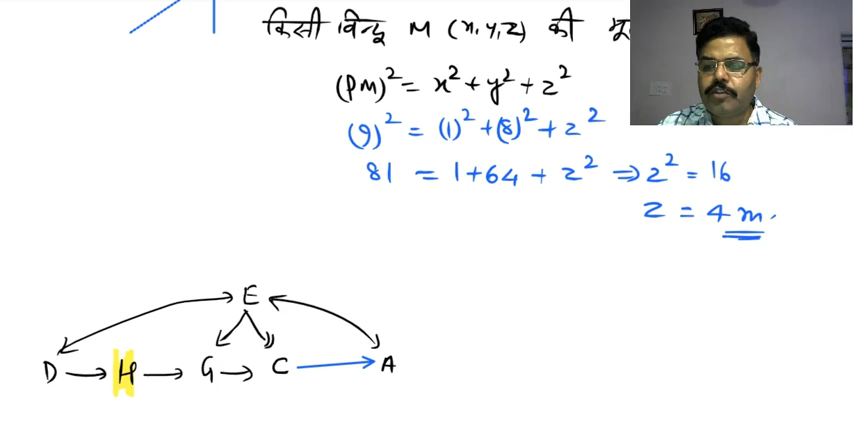 किसी बिन्दू M (x,y,z) की
(PM)² = x² + y² + z²
(9)² = (1)² + (8)² + z²
81 = 1+64 + z² ⇒ z² = 16
z = 4 m.
E
D → H → G → C → A